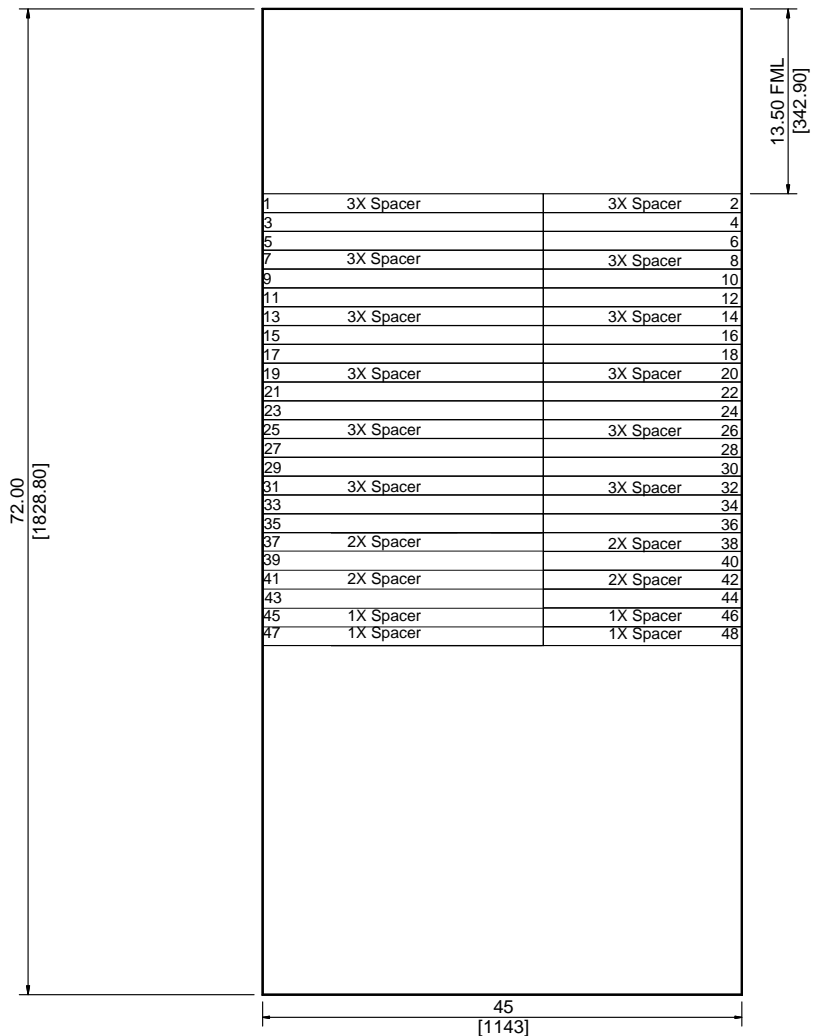 13.50 FML
[342.90]
1 3X Spacer 3X Spacer 2
3 4
5 6
7 3X Spacer 3X Spacer 8
9 10
11 12
13 3X Spacer 3X Spacer 14
15 16
17 18
19 3X Spacer 3X Spacer 20
21 22
23 24
25 3X Spacer 3X Spacer 26
27 28
29 30
31 3X Spacer 3X Spacer 32
33 34
35 36
37 2X Spacer 2X Spacer 38
39 40
41 2X Spacer 2X Spacer 42
43 44
45 1X Spacer 1X Spacer 46
47 1X Spacer 1X Spacer 48
72.00
[1828.80]
45
[1143]